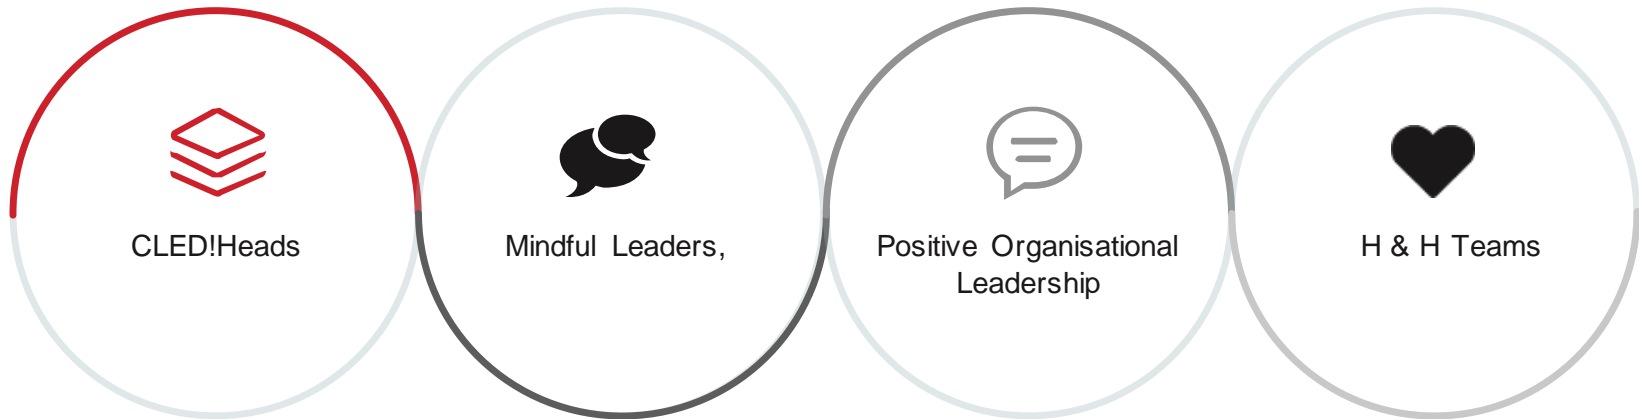 CLED!Heads
Mindful Leaders,
Positive Organisational
Leadership
H & H Teams